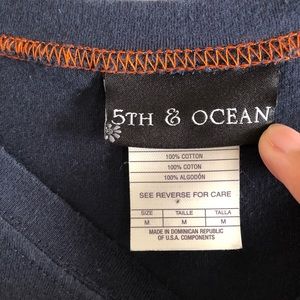 5TH & OCEAN
100% COTTON
100% COTON
100% ALGODÓN
SEE REVERSE FOR CARE
SIZE TAILLE TALLA
M M M
MADE IN DOMINICAN REPUBLIC
OF U.S.A. COMPONENTS